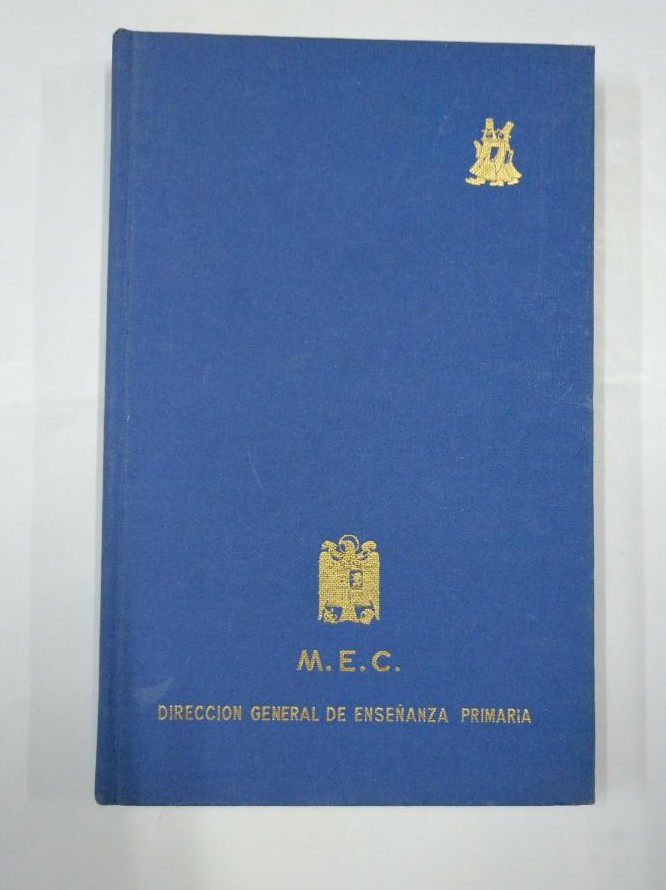 M.E.C.
DIRECCION GENERAL DE ENSEÑANZA PRIMARIA